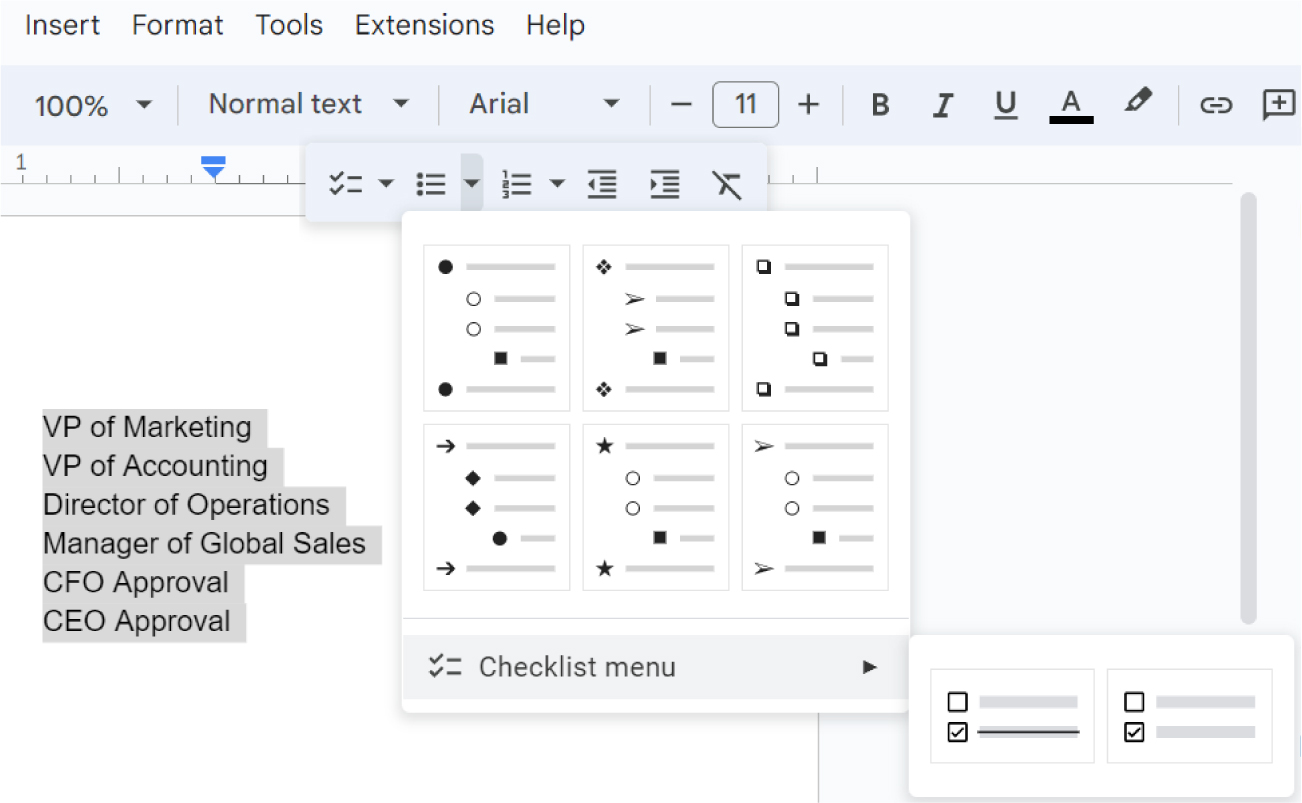 Insert Format Tools Extensions Help
100% Normal text Arial 11 B I U A
1
VP of Marketing
VP of Accounting
Director of Operations
Manager of Global Sales
CFO Approval
CEO Approval
Checklist menu